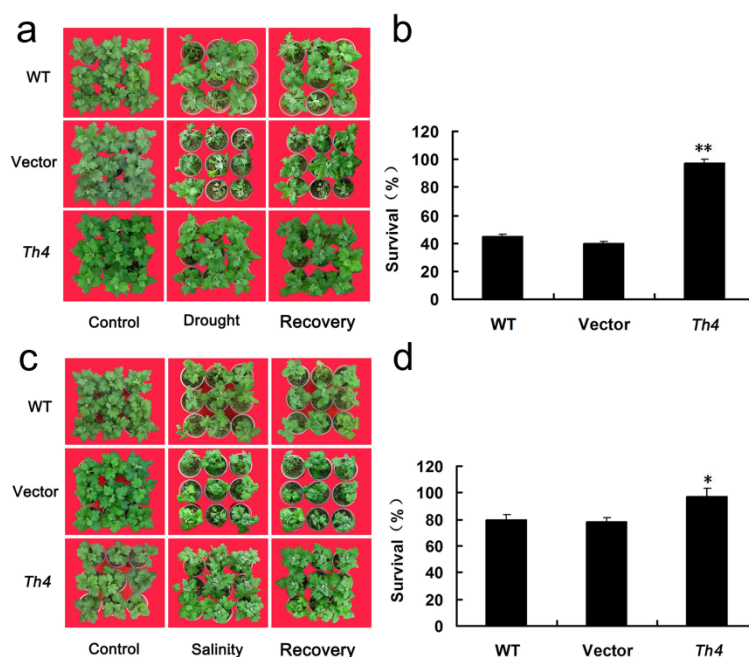 a
WT
Vector
Th4
Control Drought Recovery
b
Survival（%）
120
100
80
60
40
20
0
**
WT Vector Th4
c
WT
Vector
Th4
Control Salinity Recovery
d
Survival（%）
120
100
80
60
40
20
0
*
WT Vector Th4